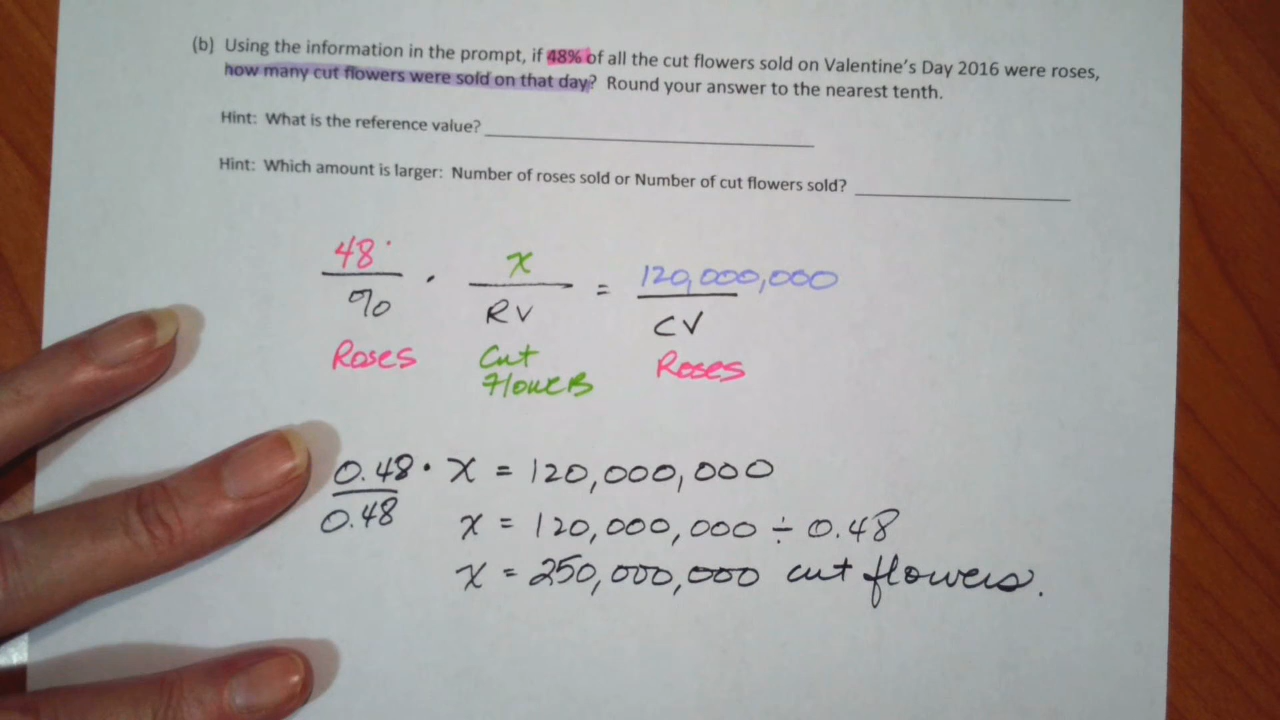 (b) Using the information in the prompt, if 48% of all the cut flowers sold on Valentine's Day 2016 were roses,
how many cut flowers were sold on that day? Round your answer to the nearest tenth.
Hint: What is the reference value? ____________________
Hint: Which amount is larger: Number of roses sold or Number of cut flowers sold? ____________________
48 · x = 120,000,000
% RV CV
Roses Cut Roses
Flowers
0.48 · x = 120,000,000
0.48 x = 120,000,000 ÷ 0.48
x = 250,000,000 cut flowers.